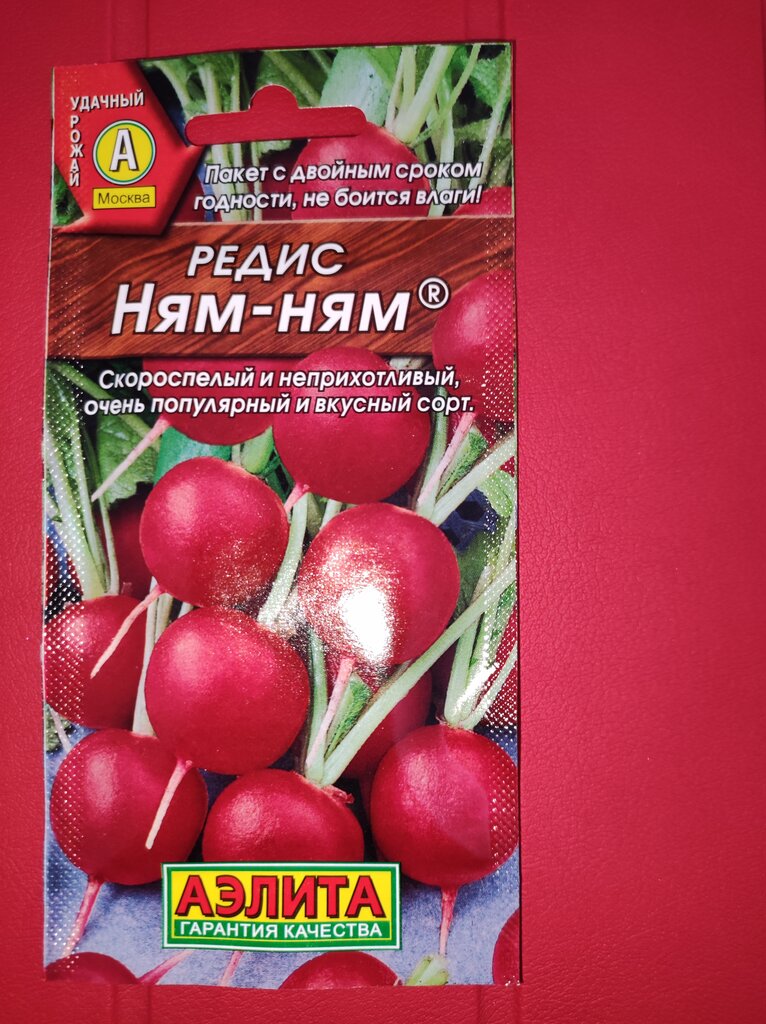 УДАЧНЫЙ
РОЖАЙ
А
Москва
Пакет с двойным сроком
годности, не боится влаги!
РЕДИС
Ням-ням®
Скороспелый и неприхотливый,
очень популярный и вкусный сорт.
АЭЛИТА
ГАРАНТИЯ КАЧЕСТВА